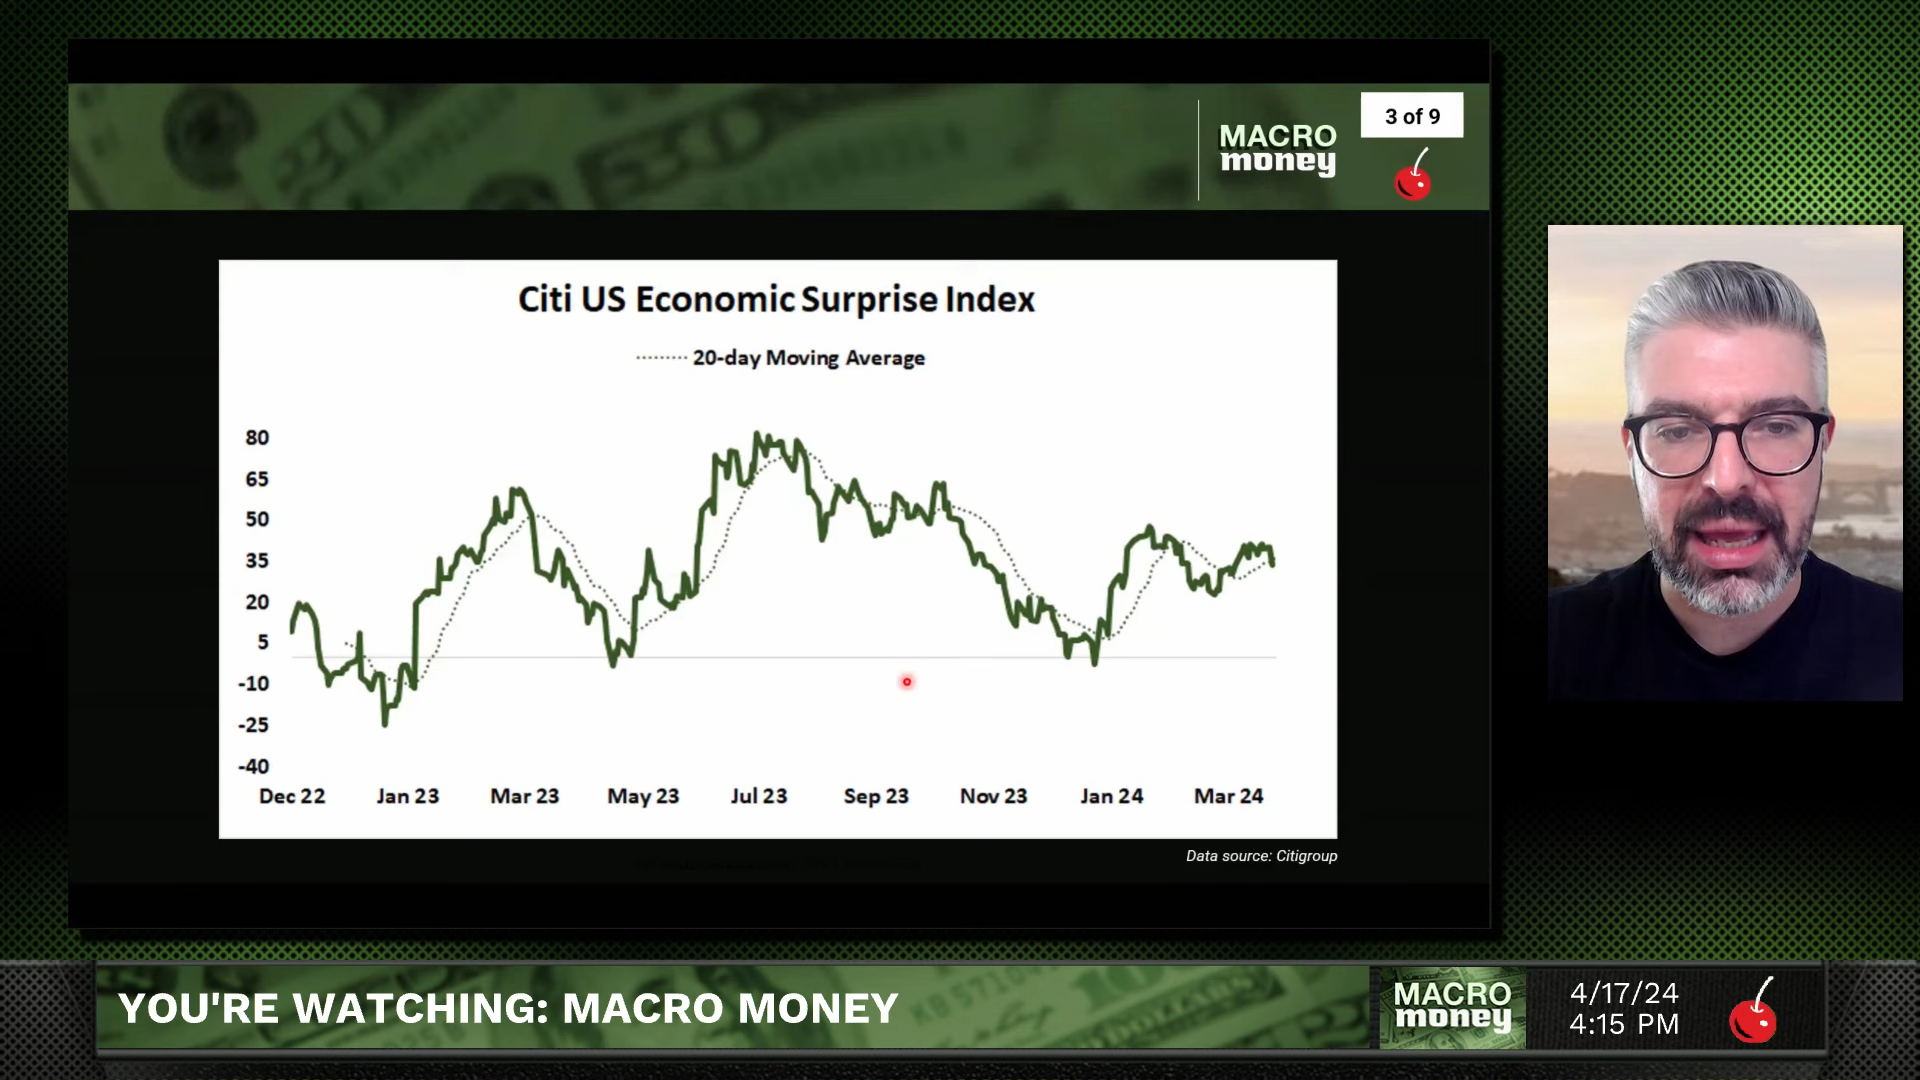 3 of 9
MACRO
money
Citi US Economic Surprise Index
20-day Moving Average
80
65
50
35
20
5
-10
-25
-40
Dec 22 Jan 23 Mar 23 May 23 Jul 23 Sep 23 Nov 23 Jan 24 Mar 24
Data source: Citigroup
YOU'RE WATCHING: MACRO MONEY
MACRO
money
4/17/24
4:15 PM